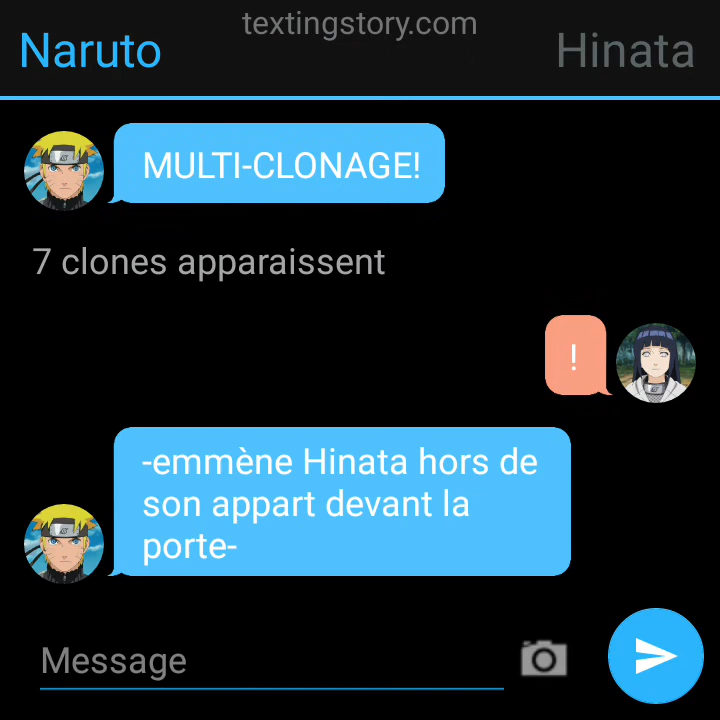 textingstory.com
Naruto
Hinata
MULTI-CLONAGE!
7 clones apparaissent
!
-emmène Hinata hors de
son appart devant la
porte-
Message